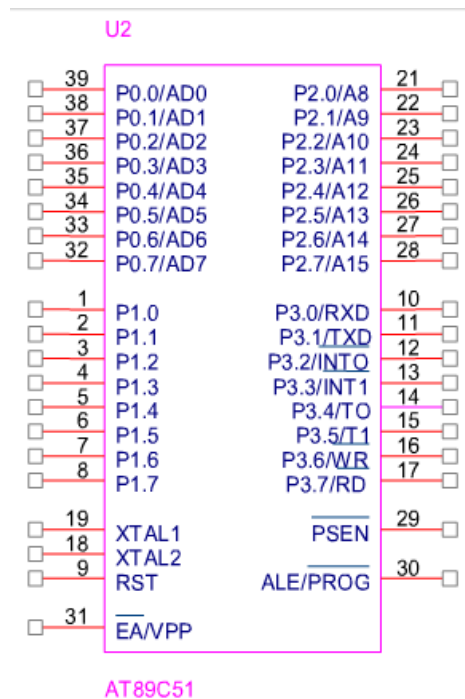 U2
39 P0.0/AD0 P2.0/A8 21
38 P0.1/AD1 P2.1/A9 22
37 P0.2/AD2 P2.2/A10 23
36 P0.3/AD3 P2.3/A11 24
35 P0.4/AD4 P2.4/A12 25
34 P0.5/AD5 P2.5/A13 26
33 P0.6/AD6 P2.6/A14 27
32 P0.7/AD7 P2.7/A15 28
1 P1.0 P3.0/RXD 10
2 P1.1 P3.1/TXD 11
3 P1.2 P3.2/INTO 12
4 P1.3 P3.3/INT1 13
5 P1.4 P3.4/TO 14
6 P1.5 P3.5/T1 15
7 P1.6 P3.6/WR 16
8 P1.7 P3.7/RD 17
19 XTAL1 PSEN 29
18 XTAL2
9 RST ALE/PROG 30
31 EA/VPP
AT89C51